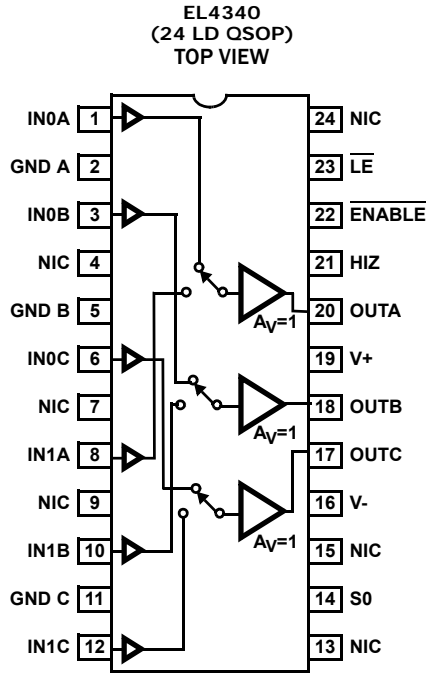 EL4340
(24 LD QSOP)
TOP VIEW
IN0A 1
GND A 2
IN0B 3
NIC 4
GND B 5
IN0C 6
NIC 7
IN1A 8
NIC 9
IN1B 10
GND C 11
IN1C 12
AV=1
AV=1
AV=1
24 NIC
23 LE
22 ENABLE
21 HIZ
20 OUTA
19 V+
18 OUTB
17 OUTC
16 V-
15 NIC
14 S0
13 NIC